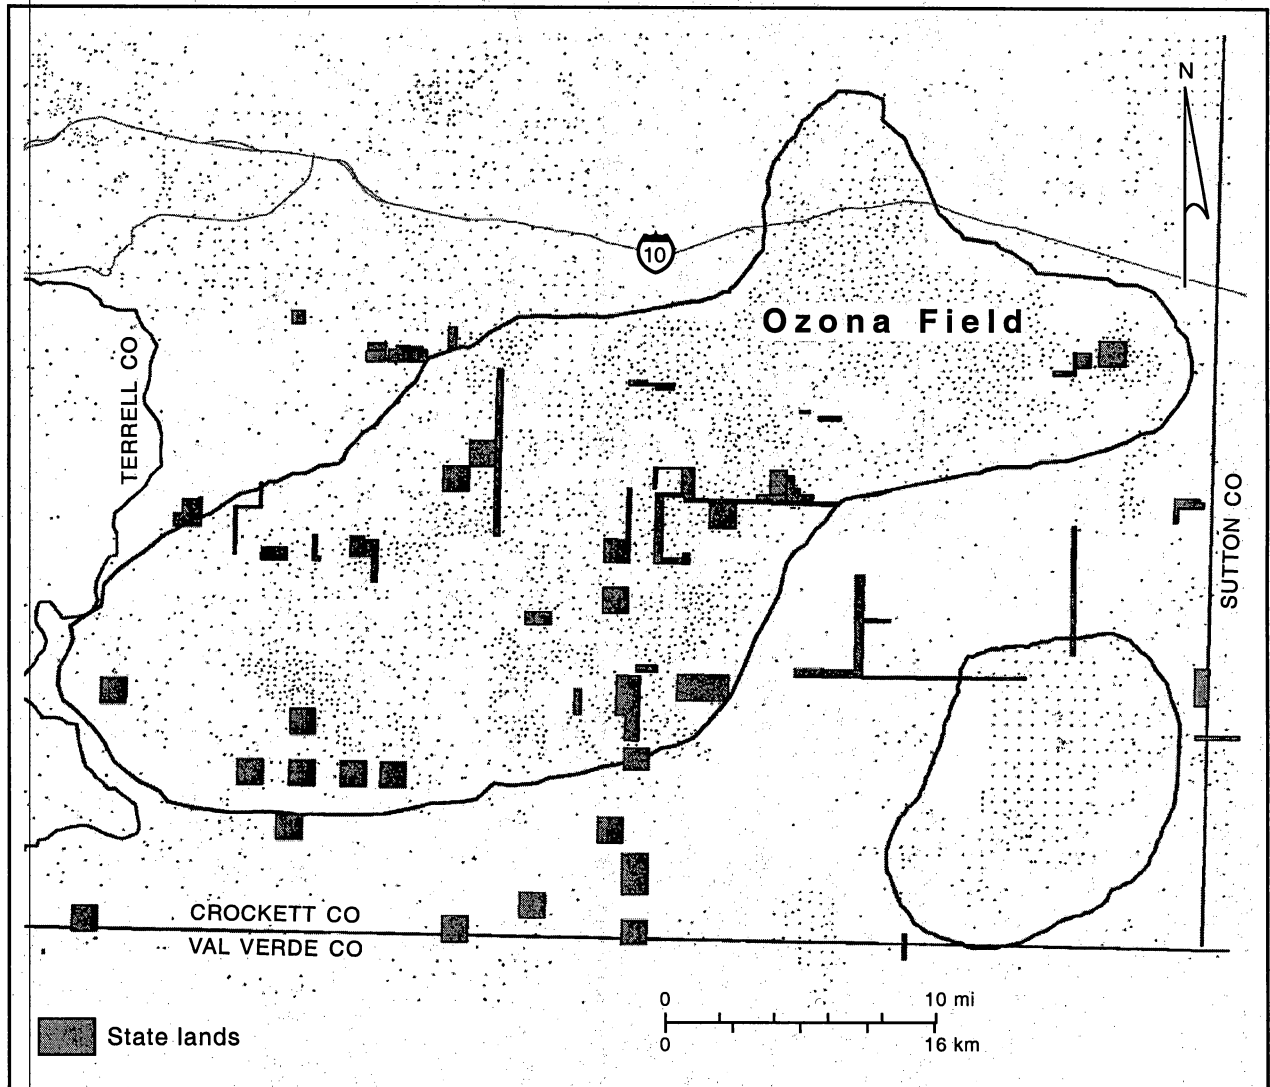 N
10
Ozona Field
TERRELL CO
SUTTON CO
CROCKETT CO
VAL VERDE CO
0 10 mi
0 16 km
State lands